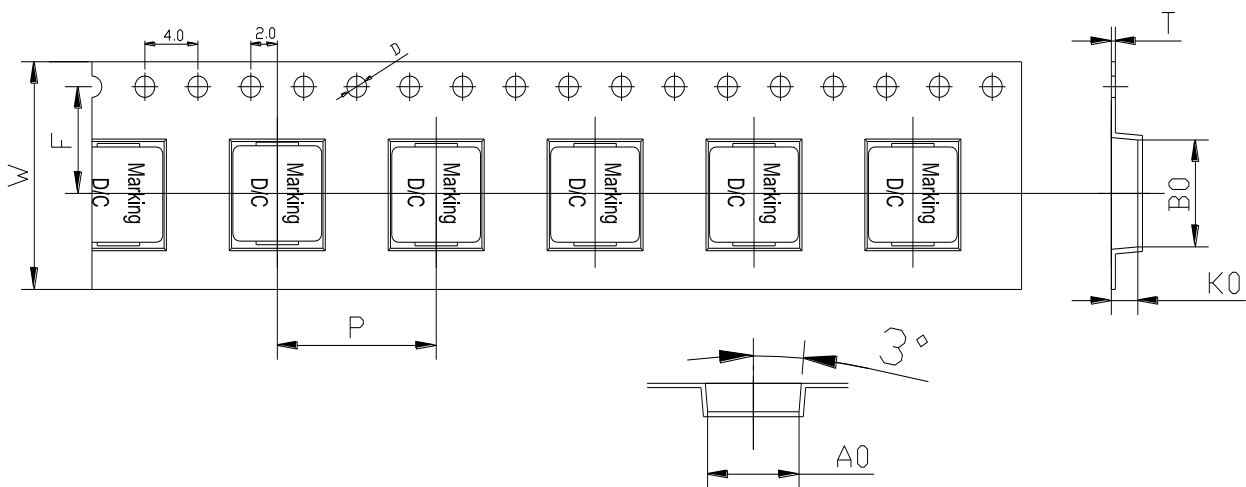 4.0
2.0
D
T
F
W
Marking
D/C
Marking
D/C
Marking
D/C
Marking
D/C
Marking
D/C
Marking
D/C
B0
K0
P
3°
A0